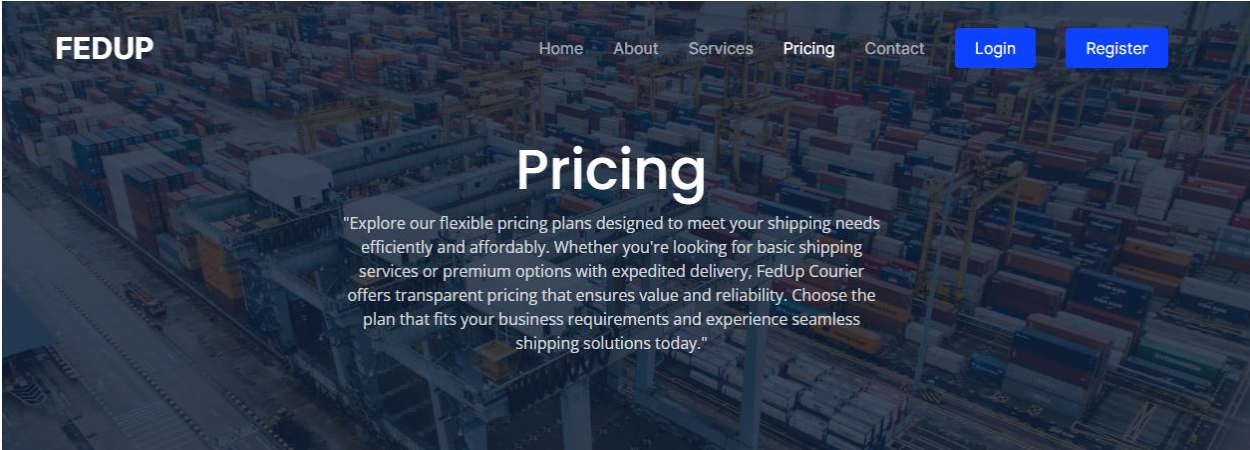 FEDUP
Home About Services Pricing Contact Login Register
Pricing
"Explore our flexible pricing plans designed to meet your shipping needs
efficiently and affordably. Whether you're looking for basic shipping
services or premium options with expedited delivery, FedUp Courier
offers transparent pricing that ensures value and reliability. Choose the
plan that fits your business requirements and experience seamless
shipping solutions today."